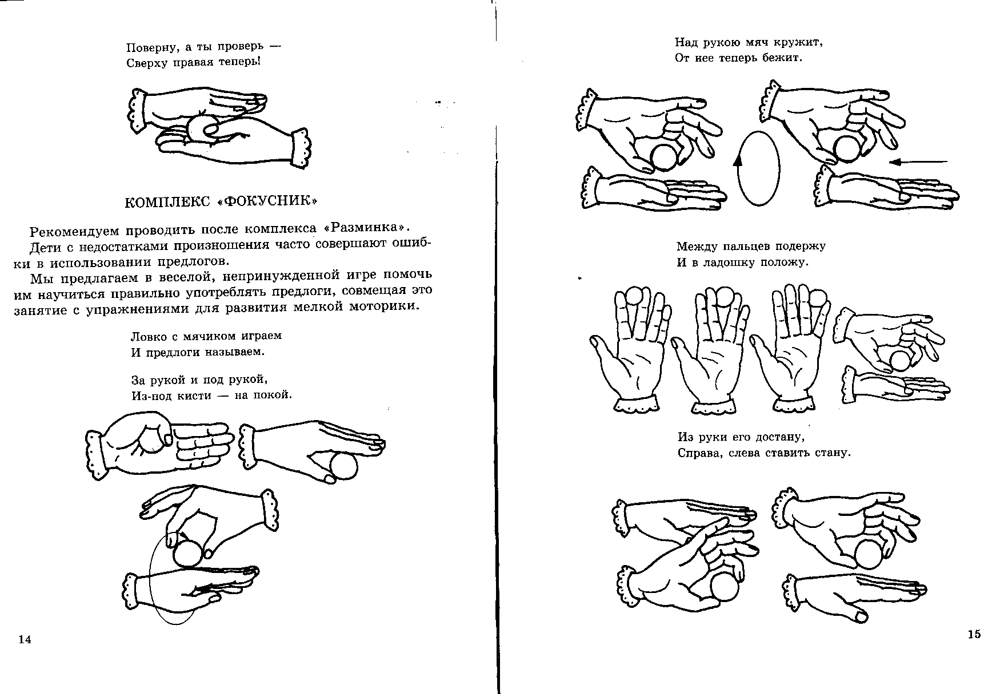 Поверну, а ты проверь —
Сверху правая теперь!
КОМПЛЕКС «ФОКУСНИК»
Рекомендуем проводить после комплекса «Разминка».
Дети с недостатками произношения часто совершают ошиб-
ки в использовании предлогов.
Мы предлагаем в веселой, непринужденной игре помочь
им научиться правильно употреблять предлоги, совмещая это
занятие с упражнениями для развития мелкой моторики.
Ловко с мячиком играем
И предлоги называем.
За рукой и под рукой,
Из-под кисти — на покой.
14
Над рукою мяч кружит,
От нее теперь бежит.
Между пальцев подержу
И в ладошку положу.
Из руки его достану,
Справа, слева ставить стану.
15